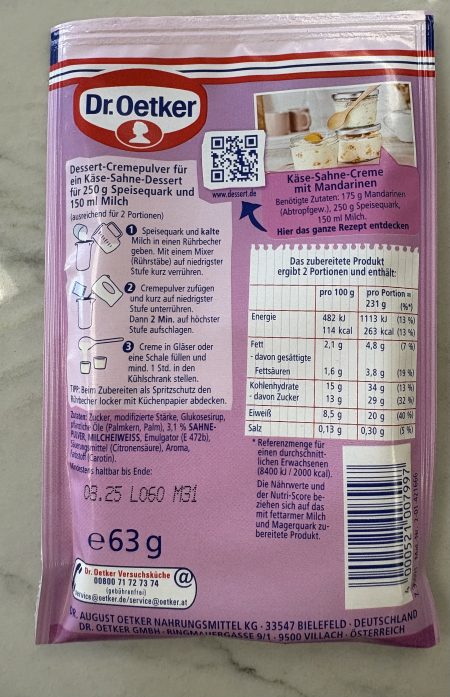 Dr.Oetker
Dessert-Cremepulver für
ein Käse-Sahne-Dessert
für 250 g Speisequark und
150 ml Milch
(ausreichend für 2 Portionen)
1 Speisequark und kalte
Milch in einen Rührbecher
geben. Mit einem Mixer
(Rührstäbe) auf niedrigster
Stufe kurz verrühren.
2 Cremepulver zufügen
und kurz auf niedrigster
Stufe unterrühren.
Dann 2 Min. auf höchster
Stufe aufschlagen.
3 Creme in Gläser oder
eine Schale füllen und
mind. 1 Std. in den
Kühlschrank stellen.
TIPP: Beim Zubereiten als Spritzschutz den
Rührbecher locker mit Küchenpapier abdecken.
Zutaten: Zucker, modifizierte Stärke, Glukosesirup,
pflanzliche Öle (Palmkern, Palm), 3,1 % SAHNE-
PULVER, MILCHEIWEISS, Emulgator (E 472b),
Säuerungsmittel (Citronensäure), Aroma,
Farbstoff (Carotin).
Mindestens haltbar bis Ende:
03.25 L060 M31
e 63 g
Dr. Oetker Versuchsküche @
00800 71 72 73 74
(gebührenfrei)
service@oetker.de/service@oetker.at
www.dessert.de
Käse-Sahne-Creme
mit Mandarinen
Benötigte Zutaten: 175 g Mandarinen
(Abtropfgew.), 250 g Speisequark,
150 ml Milch.
Hier das ganze Rezept entdecken
Das zubereitete Produkt
ergibt 2 Portionen und enthält:
pro 100 g pro Portion =
231 g (%*)
Energie 482 kJ 1113 kJ (13 %)
114 kcal 263 kcal (13 %)
Fett 2,1 g 4,8 g (7 %)
- davon gesättigte
Fettsäuren 1,6 g 3,8 g (19 %)
Kohlenhydrate 15 g 34 g (13 %)
- davon Zucker 13 g 29 g (32 %)
Eiweiß 8,5 g 20 g (40 %)
Salz 0,13 g 0,30 g (5 %)
* Referenzmenge für
einen durchschnitt-
lichen Erwachsenen
(8400 kJ / 2000 kcal).
Die Nährwerte und
der Nutri-Score be-
ziehen sich auf das
mit fettarmer Milch
und Magerquark zu-
bereitete Produkt.
4 000521 007997
DR. AUGUST OETKER NAHRUNGSMITTEL KG · 33547 BIELEFELD · DEUTSCHLAND
DR. OETKER GMBH · RINGMAUERGASSE 9/1 · 9500 VILLACH · ÖSTERREICH